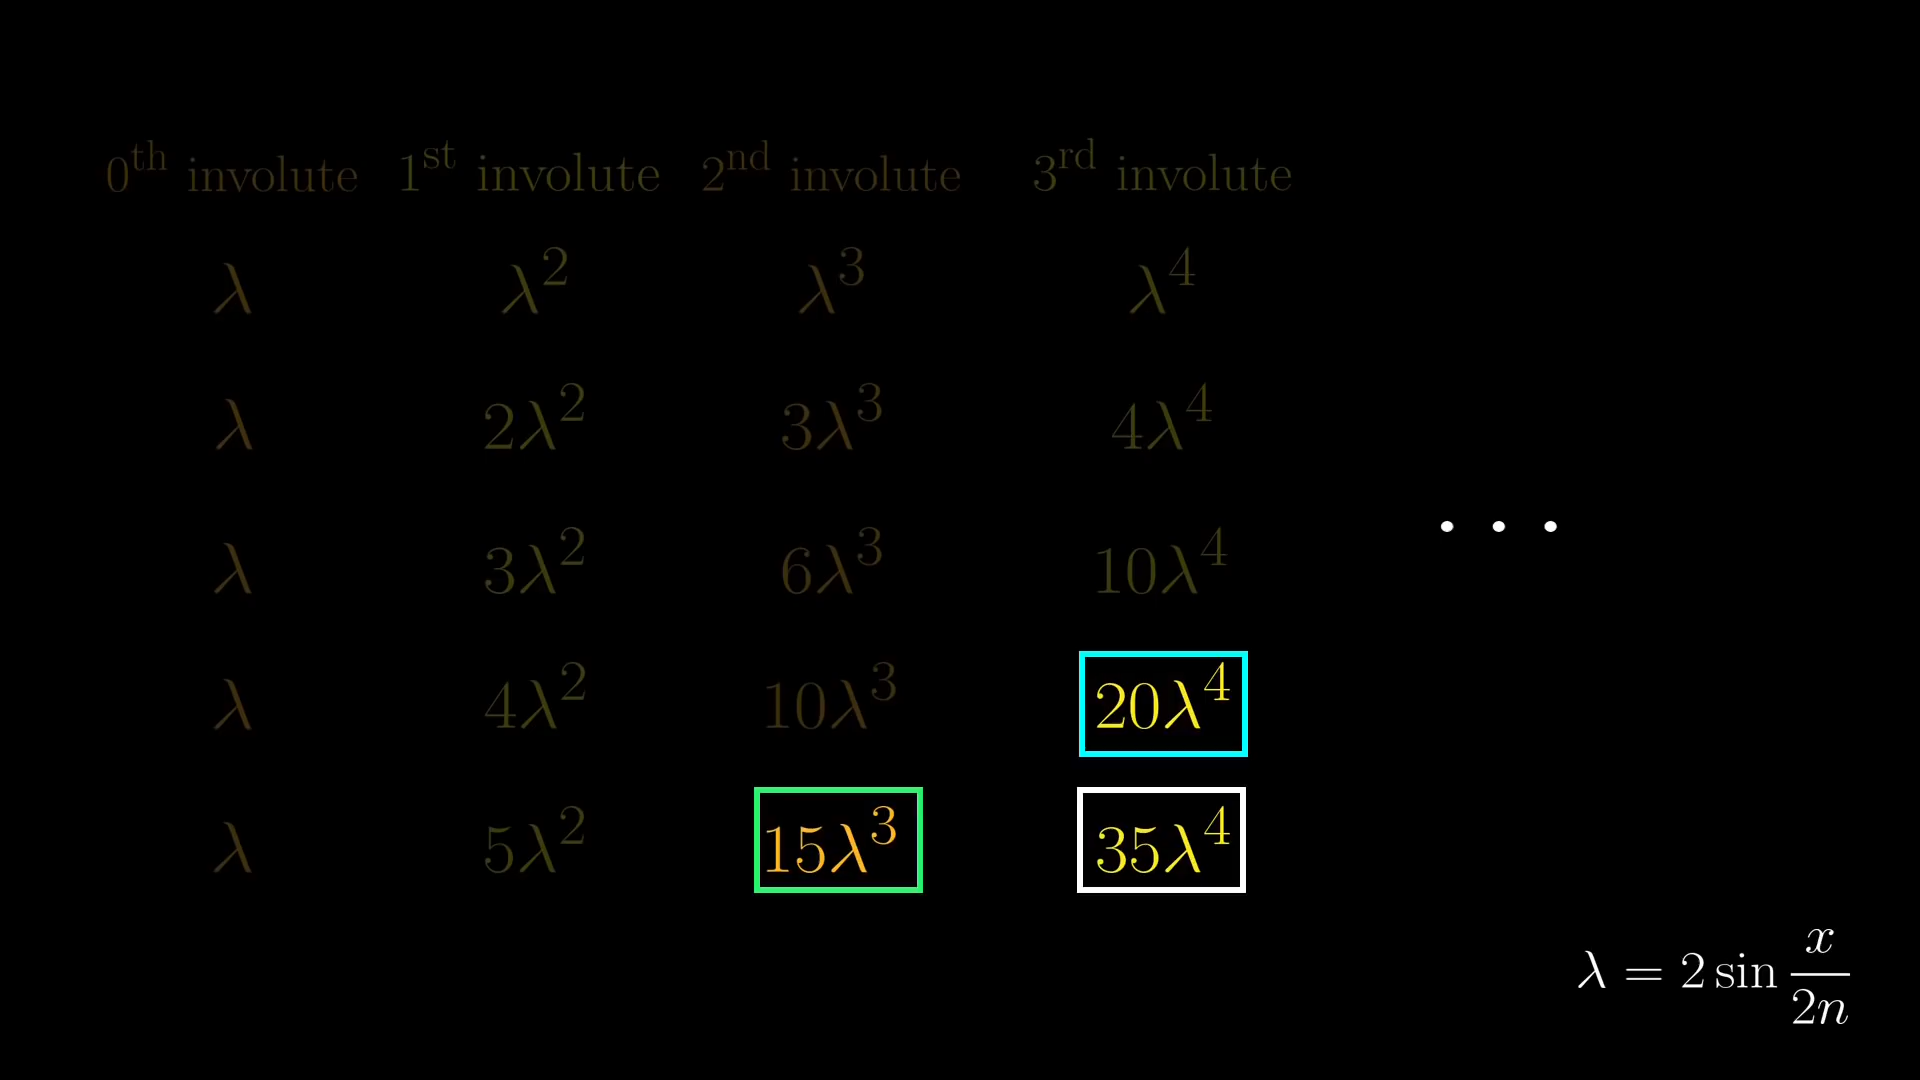 0th involute 1st involute 2nd involute 3rd involute
λ λ² λ³ λ⁴
λ 2λ² 3λ³ 4λ⁴
λ 3λ² 6λ³ 10λ⁴
. . .
λ 4λ² 10λ³ 20λ⁴
λ 5λ² 15λ³ 35λ⁴
λ = 2 sin x/2n